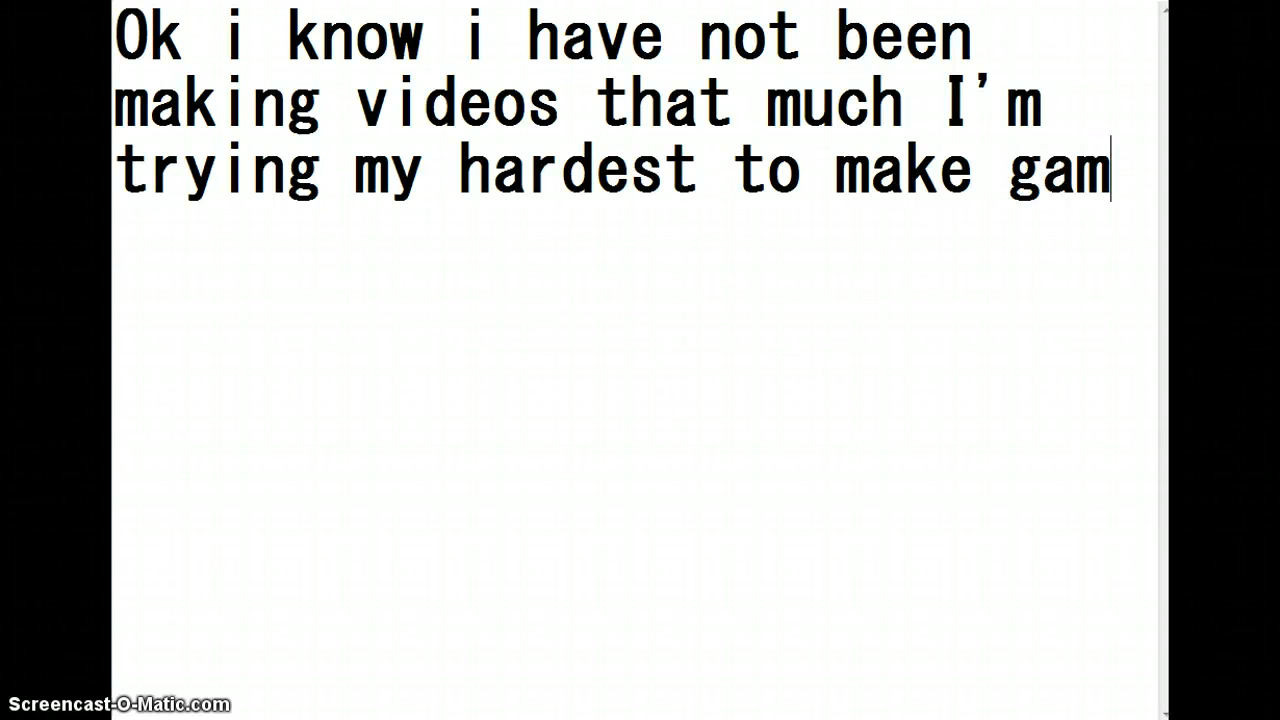 Ok i know i have not been
making videos that much I'm
trying my hardest to make gam
Screencast-O-Matic.com